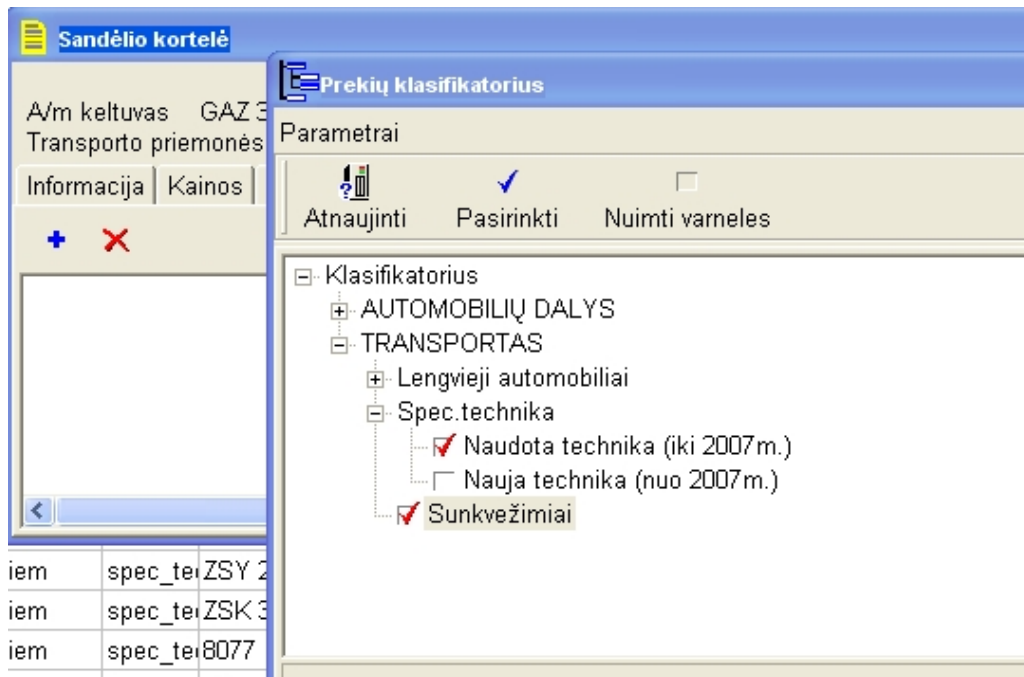 Sandėlio kortelė
A/m keltuvas GAZ
Transporto priemonės
Informacija Kainos
Prekių klasifikatorius
Parametrai
Atnaujinti Pasirinkti Nuimti varneles
Klasifikatorius
AUTOMOBILIŲ DALYS
TRANSPORTAS
Lengvieji automobiliai
Spec.technika
Naudota technika (iki 2007m.)
Nauja technika (nuo 2007m.)
Sunkvežimiai
iem spec_te ZSY 2
iem spec_te ZSK 3
iem spec_te 8077